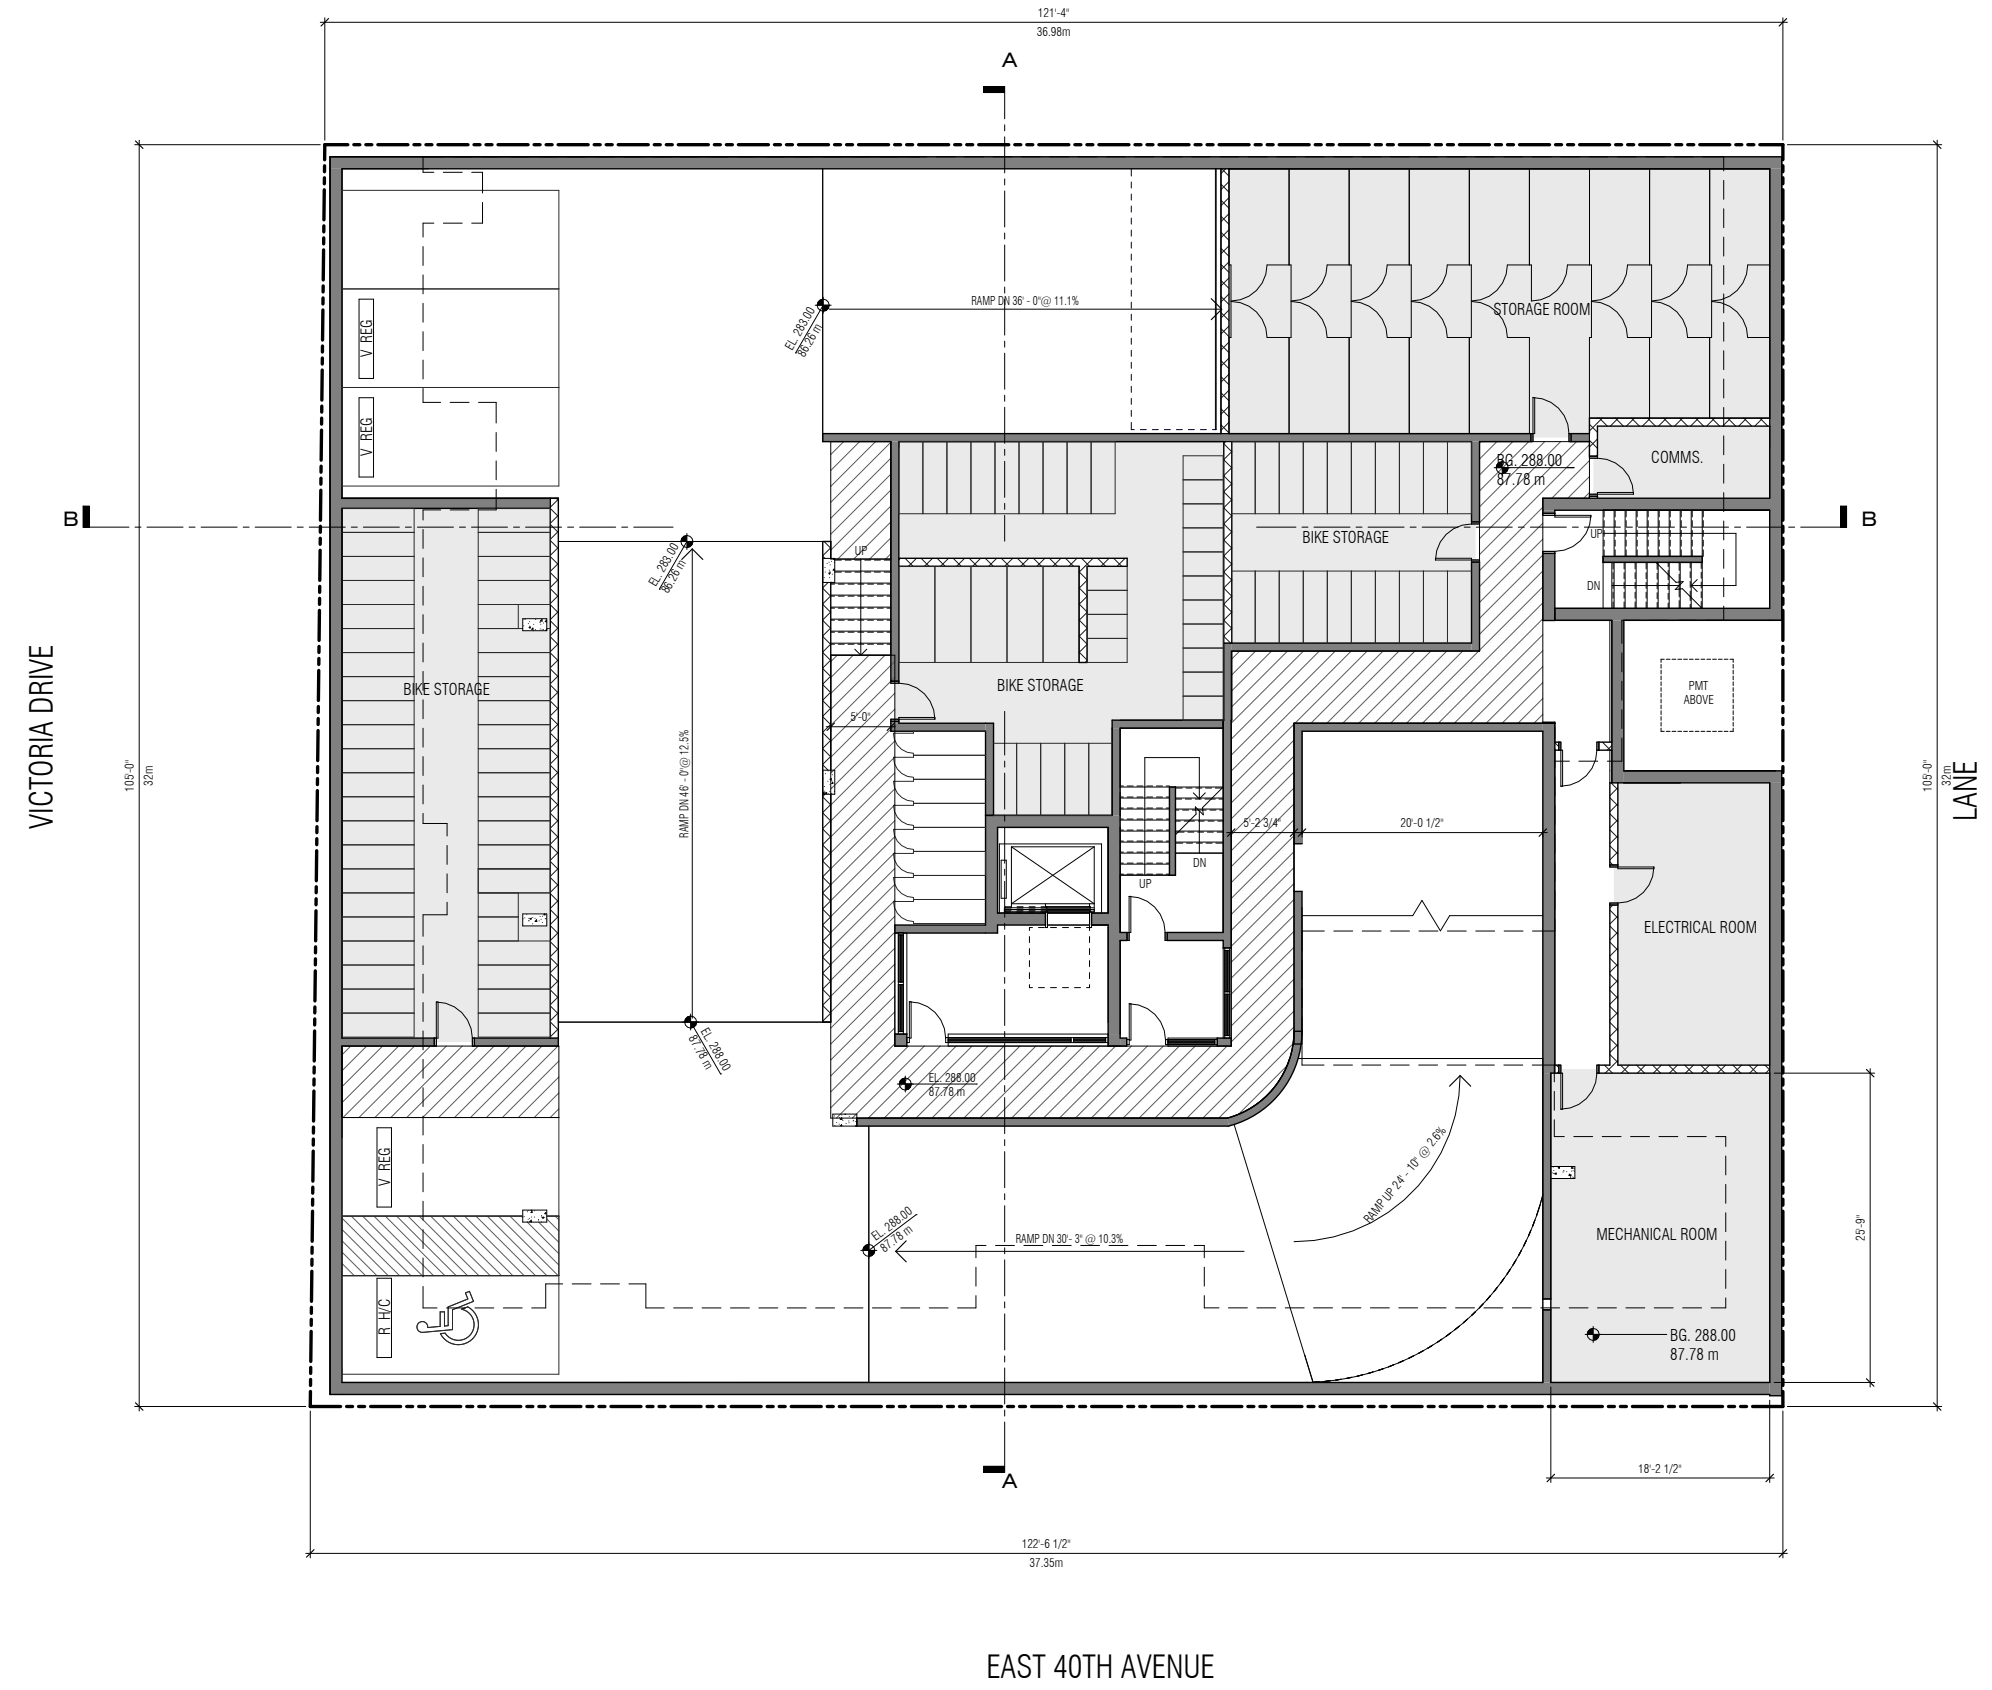 121'-4"
36.98m
A
RAMP DN 36' - 0"@ 11.1%
EL. 283.00
86.26 m
STORAGE ROOM
V REG
V REG
BG. 288.00
87.78 m
COMMS.
B
B
BIKE STORAGE
UP
DN
UP
EL. 283.00
86.26 m
BIKE STORAGE
BIKE STORAGE
PMT
ABOVE
5'-0"
RAMP DN 46' - 0"@ 12.5%
VICTORIA DRIVE
105'-0"
32m
105'-0"
32m
LANE
5'-2 3/4"
20'-0 1/2"
DN
UP
ELECTRICAL ROOM
EL. 288.00
87.78 m
EL. 288.00
87.78 m
V REG
RAMP UP 24' - 10" @ 2.6%
EL. 288.00
87.78 m
RAMP DN 30'- 3" @ 10.3%
MECHANICAL ROOM
25'-9"
R H/C
BG. 288.00
87.78 m
18'-2 1/2"
A
122'-6 1/2"
37.35m
EAST 40TH AVENUE